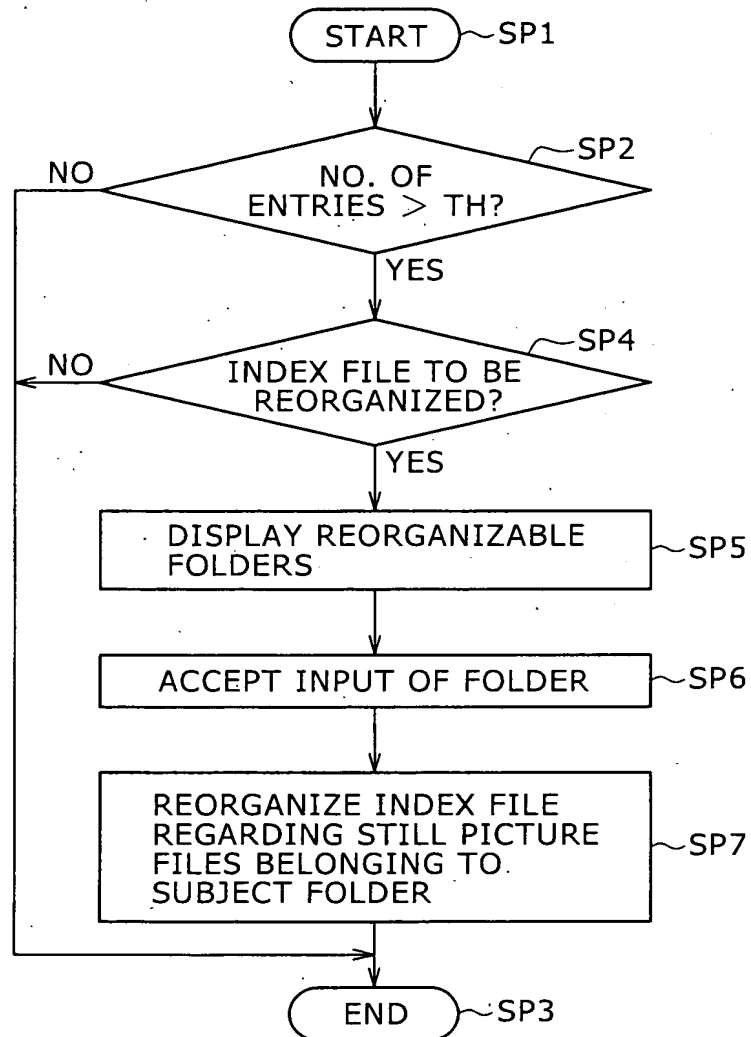 START
SP1
SP2
NO
NO. OF
ENTRIES > TH?
YES
SP4
NO
INDEX FILE TO BE
REORGANIZED?
YES
DISPLAY REORGANIZABLE
FOLDERS
SP5
ACCEPT INPUT OF FOLDER
SP6
REORGANIZE INDEX FILE
REGARDING STILL PICTURE
FILES BELONGING TO
SUBJECT FOLDER
SP7
END
SP3